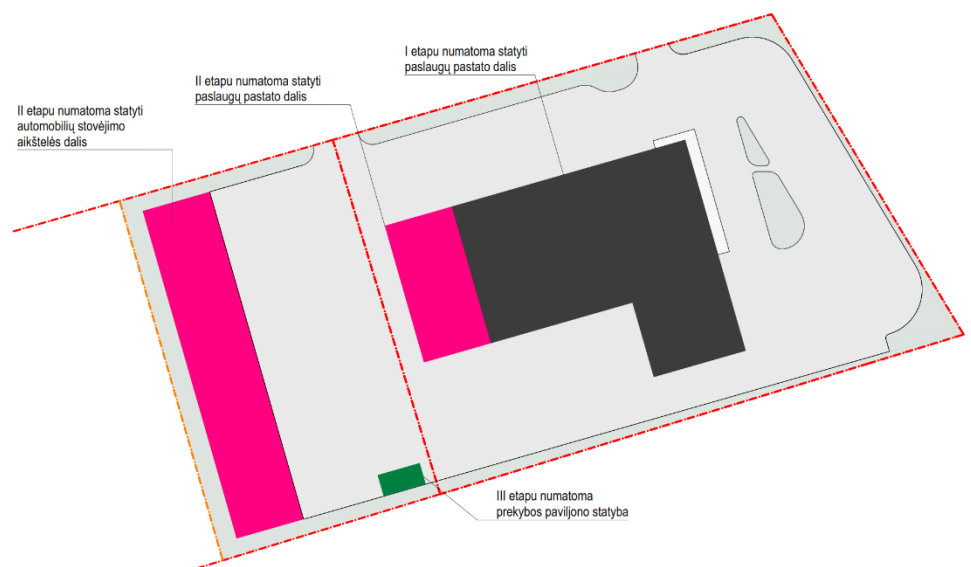 I etapu numatoma statyti
paslaugų pastato dalis
II etapu numatoma statyti
paslaugų pastato dalis
II etapu numatoma statyti
automobilių stovėjimo
aikštelės dalis
III etapu numatoma
prekybos paviljono statyba